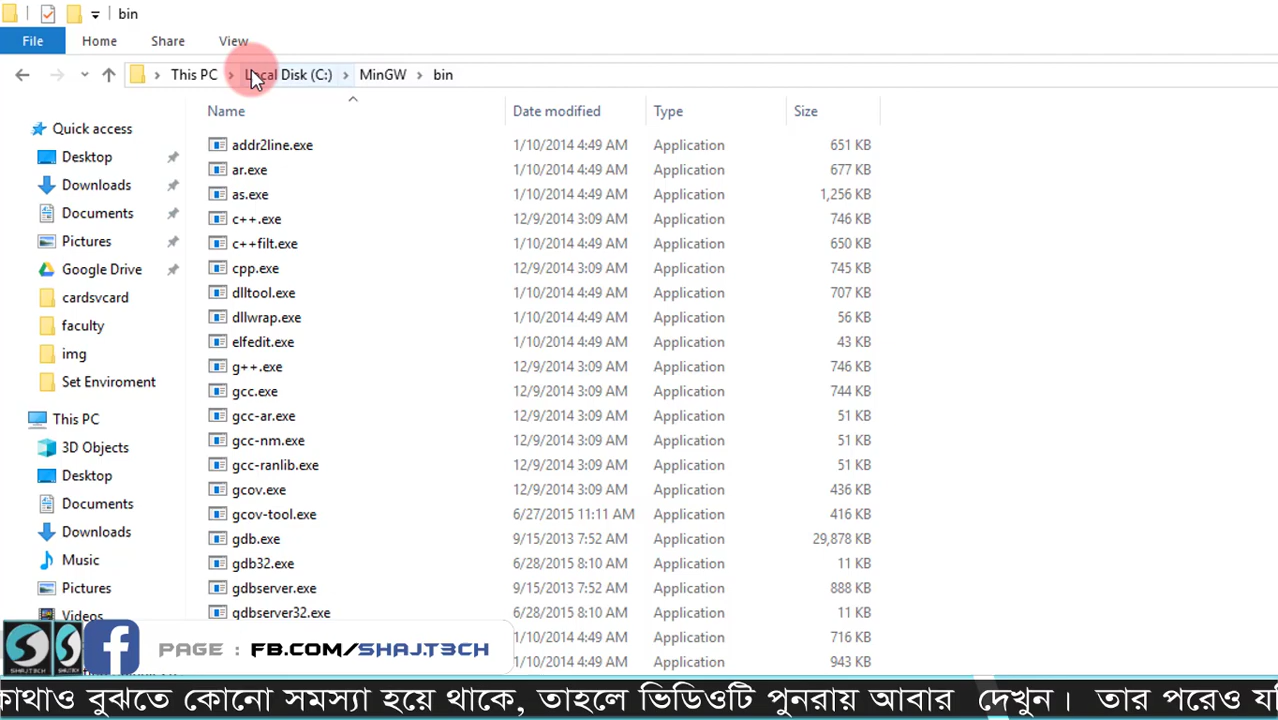 bin
File Home Share View
This PC Local Disk (C:) MinGW bin
Name Date modified Type Size
Quick access
Desktop
Downloads
Documents
Pictures
Google Drive
cardsvcard
faculty
img
Set Enviroment
This PC
3D Objects
Desktop
Documents
Downloads
Music
Pictures
Videos
addr2line.exe 1/10/2014 4:49 AM Application 651 KB
ar.exe 1/10/2014 4:49 AM Application 677 KB
as.exe 1/10/2014 4:49 AM Application 1,256 KB
c++.exe 12/9/2014 3:09 AM Application 746 KB
c++filt.exe 1/10/2014 4:49 AM Application 650 KB
cpp.exe 12/9/2014 3:09 AM Application 745 KB
dlltool.exe 1/10/2014 4:49 AM Application 707 KB
dllwrap.exe 1/10/2014 4:49 AM Application 56 KB
elfedit.exe 1/10/2014 4:49 AM Application 43 KB
g++.exe 12/9/2014 3:09 AM Application 746 KB
gcc.exe 12/9/2014 3:09 AM Application 744 KB
gcc-ar.exe 12/9/2014 3:09 AM Application 51 KB
gcc-nm.exe 12/9/2014 3:09 AM Application 51 KB
gcc-ranlib.exe 12/9/2014 3:09 AM Application 51 KB
gcov.exe 12/9/2014 3:09 AM Application 436 KB
gcov-tool.exe 6/27/2015 11:11 AM Application 416 KB
gdb.exe 9/15/2013 7:52 AM Application 29,878 KB
gdb32.exe 6/28/2015 8:10 AM Application 11 KB
gdbserver.exe 9/15/2013 7:52 AM Application 888 KB
gdbserver32.exe 6/28/2015 8:10 AM Application 11 KB
1/10/2014 4:49 AM Application 716 KB
1/10/2014 4:49 AM Application 943 KB
PAGE : FB.COM/SHAJ.T3CH
বুঝতে কোনো সমস্যা হয়ে থাকে, তাহলে ভিডিওটি পুনরায় আবার দেখুন। তার পরেও